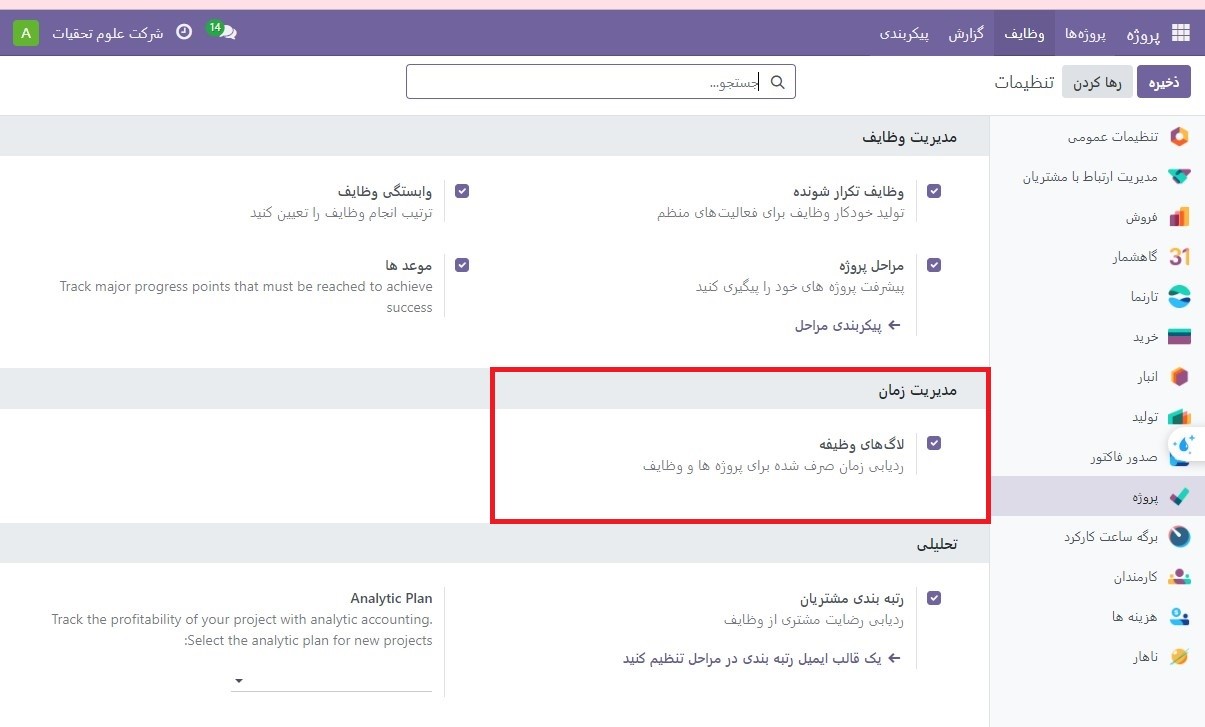 پروژه
پروژه‌ها
وظایف
گزارش
پیکربندی
14
شرکت علوم تحقیات
A
ذخیره
رها کردن
تنظیمات
جستجو...
تنظیمات عمومی
مدیریت ارتباط با مشتریان
فروش
31 گاهشمار
تارنما
خرید
انبار
تولید
صدور فاکتور
پروژه
برگه ساعت کارکرد
کارمندان
هزینه ها
ناهار
مدیریت وظایف
وظایف تکرار شونده
تولید خودکار وظایف برای فعالیت‌های منظم
وابستگی وظایف
ترتیب انجام وظایف را تعیین کنید
مراحل پروژه
پیشرفت پروژه های خود را پیگیری کنید
پیکربندی مراحل
موعد ها
Track major progress points that must be reached to achieve
success
مدیریت زمان
لاگ‌های وظیفه
ردیابی زمان صرف شده برای پروژه ها و وظایف
تحلیلی
رتبه بندی مشتریان
ردیابی رضایت مشتری از وظایف
یک قالب ایمیل رتبه بندی در مراحل تنظیم کنید
Analytic Plan
Track the profitability of your project with analytic accounting.
Select the analytic plan for new projects: